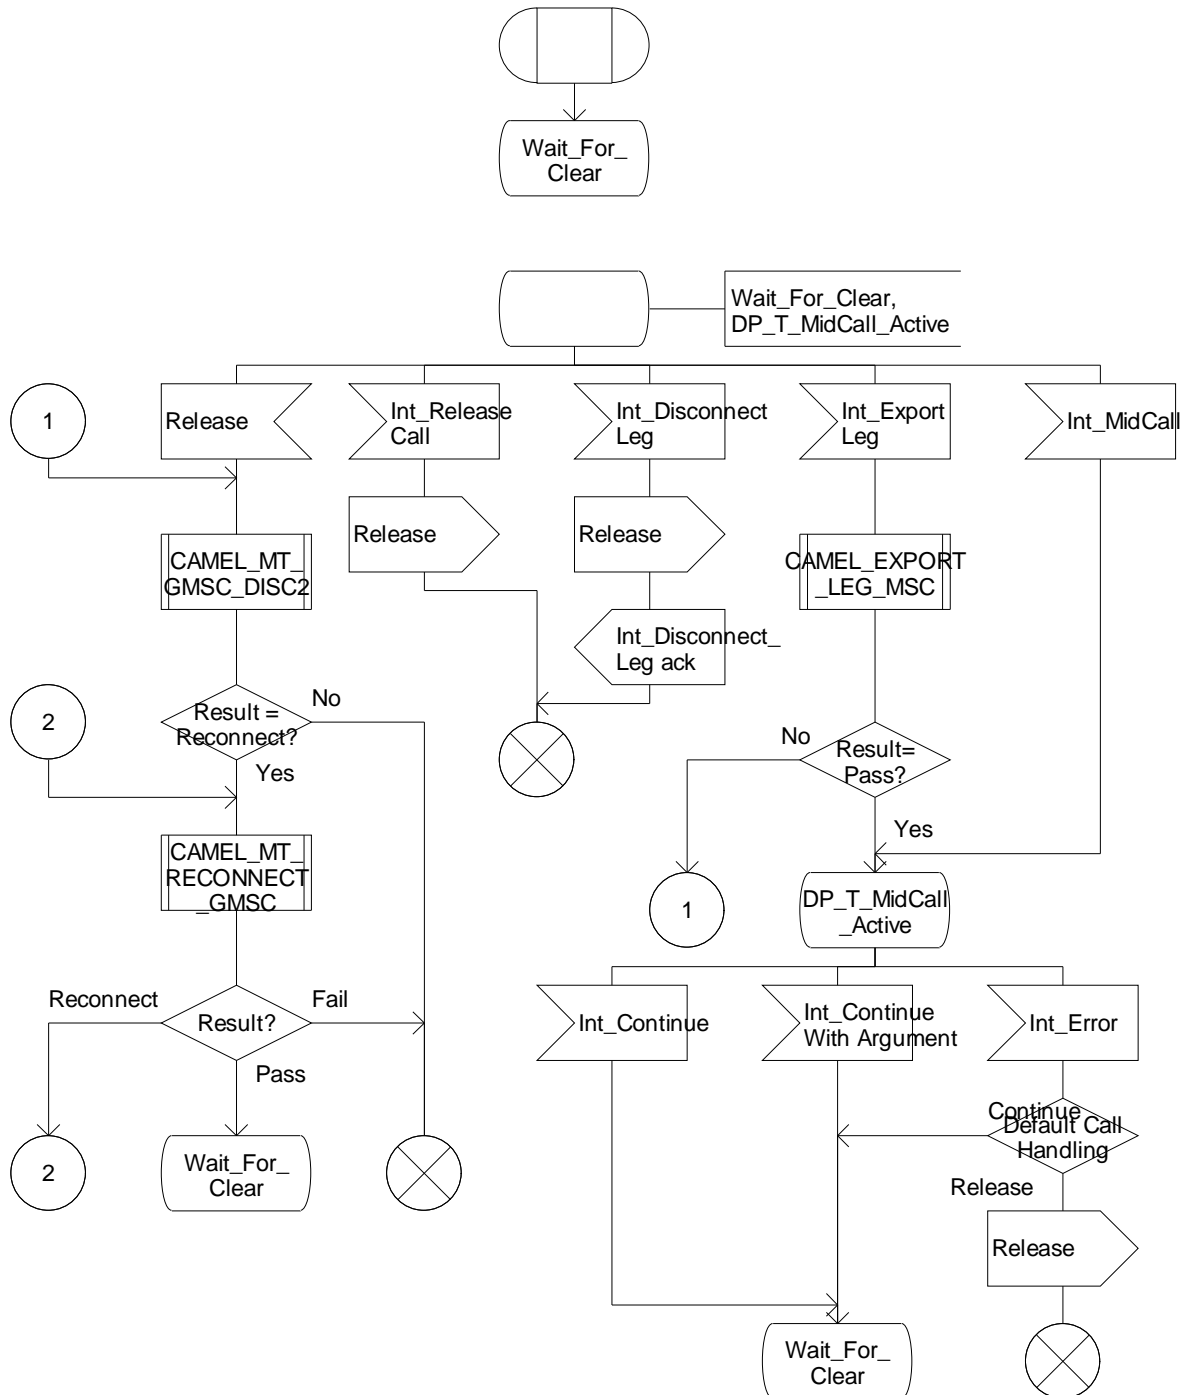 Wait_For_
Clear
Wait_For_Clear,
DP_T_MidCall_Active
1
Release
Int_Release
Call
Int_Disconnect
Leg
Int_Export
Leg
Int_MidCall
Release
Release
CAMEL_MT_
GMSC_DISC2
CAMEL_EXPORT
_LEG_MSC
Int_Disconnect_
Leg ack
2
Result =
Reconnect?
No
Yes
No
Result=
Pass?
Yes
CAMEL_MT_
RECONNECT
_GMSC
1
DP_T_MidCall
_Active
Reconnect
Result?
Fail
Pass
Int_Continue
Int_Continue
With Argument
Int_Error
Continue
Default Call
Handling
2
Wait_For_
Clear
Release
Release
Wait_For_
Clear